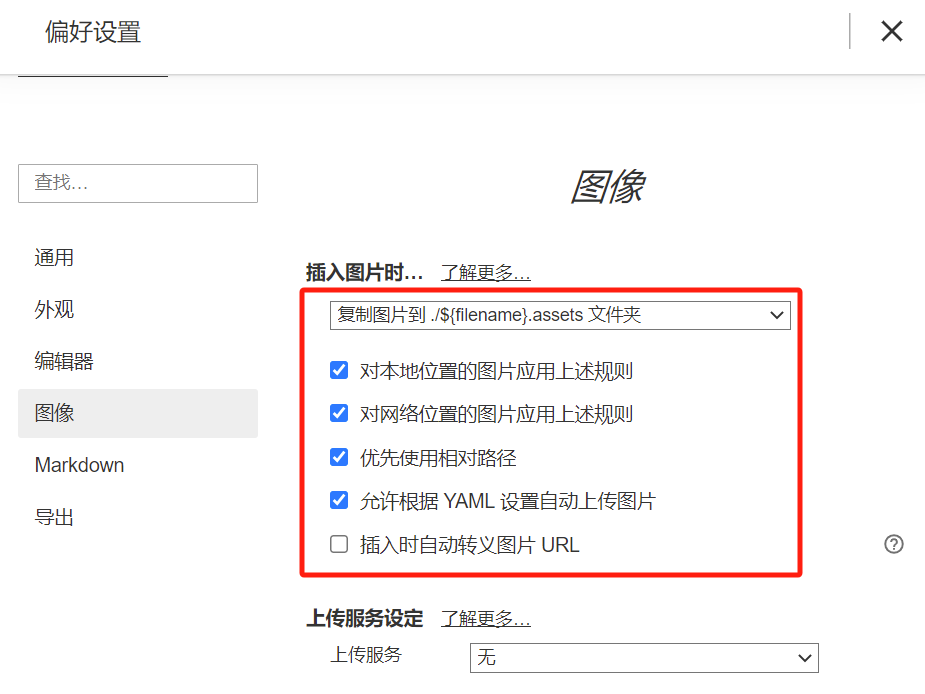 偏好设置
查找…
图像
通用
外观
编辑器
图像
Markdown
导出
插入图片时… 了解更多…
复制图片到 ./${filename}.assets 文件夹
对本地位置的图片应用上述规则
对网络位置的图片应用上述规则
优先使用相对路径
允许根据 YAML 设置自动上传图片
插入时自动转义图片 URL
上传服务设定 了解更多…
上传服务 无